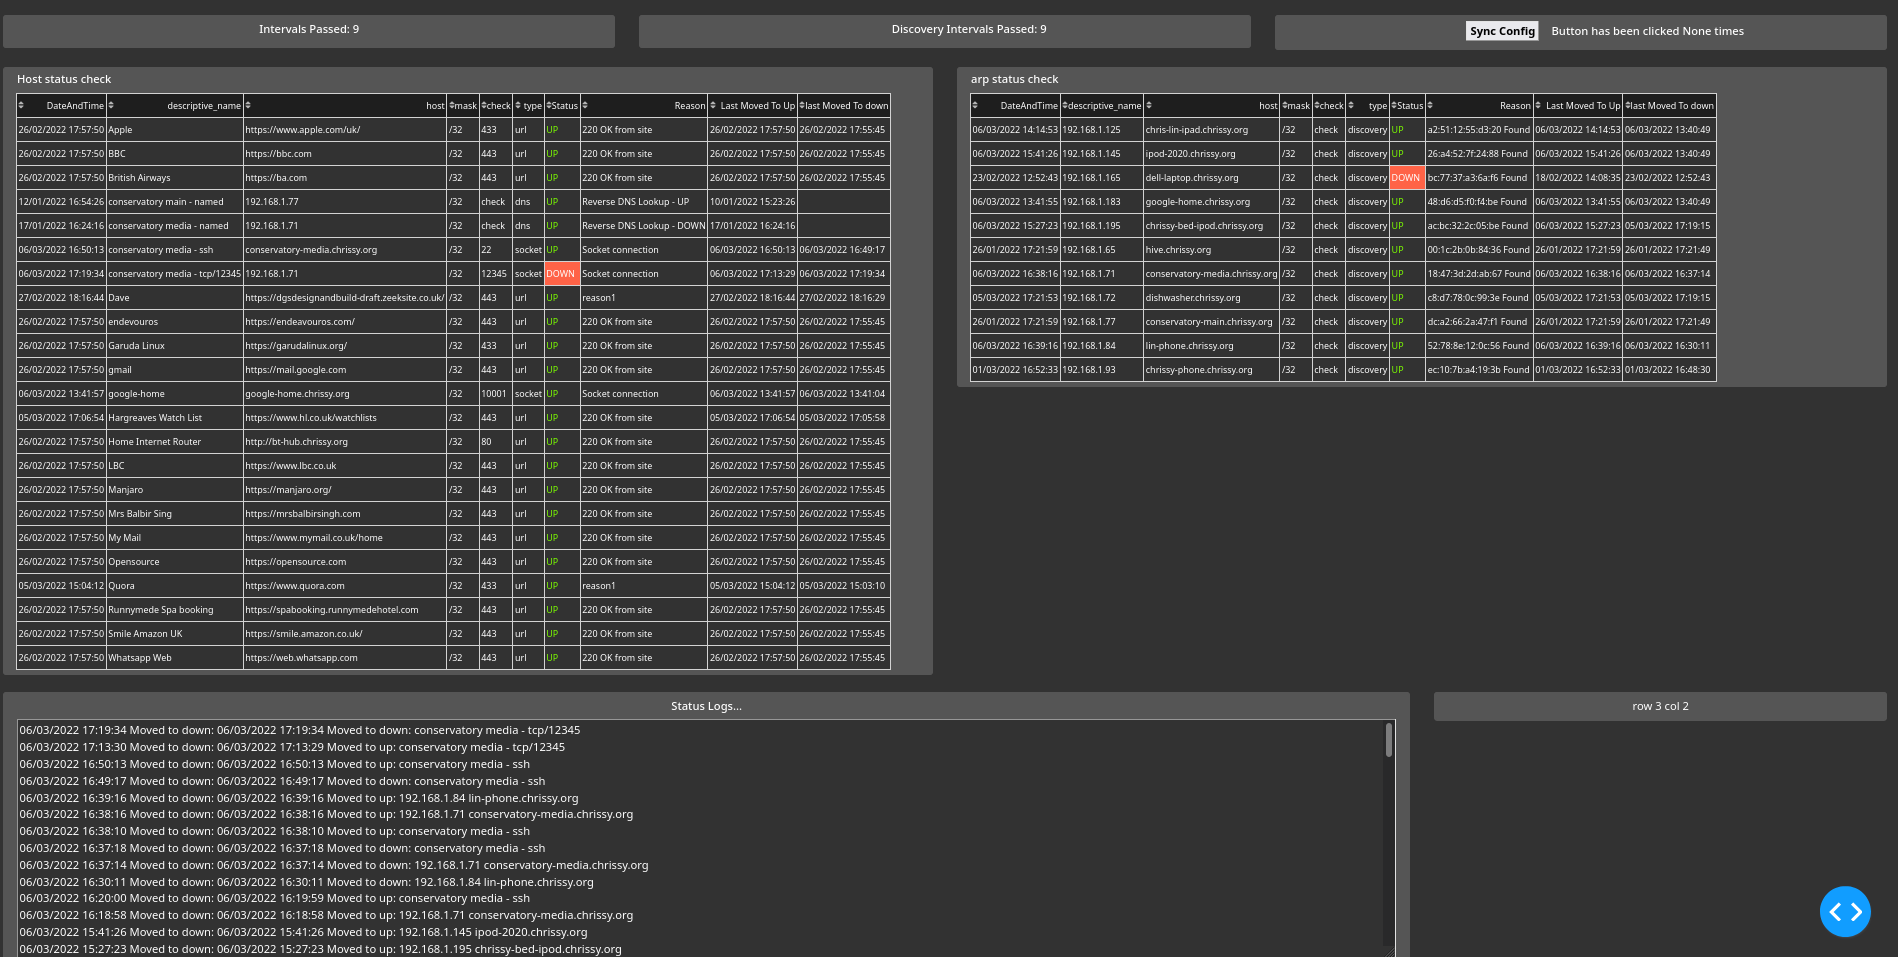 Intervals Passed: 9
Discovery Intervals Passed: 9
Sync Config Button has been clicked None times
Host status check
DateAndTime descriptive_name host mask check type Status Reason Last Moved To Up last Moved To down
26/02/2022 17:57:50 Apple https://www.apple.com/uk/ /32 433 url UP 220 OK from site 26/02/2022 17:57:50 26/02/2022 17:55:45
26/02/2022 17:57:50 BBC https://bbc.com /32 443 url UP 220 OK from site 26/02/2022 17:57:50 26/02/2022 17:55:45
26/02/2022 17:57:50 British Airways https://ba.com /32 443 url UP 220 OK from site 26/02/2022 17:57:50 26/02/2022 17:55:45
12/01/2022 16:54:26 conservatory main - named 192.168.1.77 /32 check dns UP Reverse DNS Lookup - UP 10/01/2022 15:23:26
17/01/2022 16:24:16 conservatory media - named 192.168.1.71 /32 check dns UP Reverse DNS Lookup - DOWN 17/01/2022 16:24:16
06/03/2022 16:50:13 conservatory media - ssh conservatory-media.chrissy.org /32 22 socket UP Socket connection 06/03/2022 16:50:13 06/03/2022 16:49:17
06/03/2022 17:19:34 conservatory media - tcp/12345 192.168.1.71 /32 12345 socket DOWN Socket connection 06/03/2022 17:13:29 06/03/2022 17:19:34
27/02/2022 18:16:44 Dave https://dgsdesignandbuild-draft.zeeksite.co.uk/ /32 443 url UP reason1 27/02/2022 18:16:44 27/02/2022 18:16:29
26/02/2022 17:57:50 endevouros https://endeavouros.com/ /32 443 url UP 220 OK from site 26/02/2022 17:57:50 26/02/2022 17:55:45
26/02/2022 17:57:50 Garuda Linux https://garudalinux.org/ /32 433 url UP 220 OK from site 26/02/2022 17:57:50 26/02/2022 17:55:45
26/02/2022 17:57:50 gmail https://mail.google.com /32 443 url UP 220 OK from site 26/02/2022 17:57:50 26/02/2022 17:55:45
06/03/2022 13:41:57 google-home google-home.chrissy.org /32 10001 socket UP Socket connection 06/03/2022 13:41:57 06/03/2022 13:41:04
05/03/2022 17:06:54 Hargreaves Watch List https://www.hl.co.uk/watchlists /32 443 url UP 220 OK from site 05/03/2022 17:06:54 05/03/2022 17:05:58
26/02/2022 17:57:50 Home Internet Router http://bt-hub.chrissy.org /32 80 url UP 220 OK from site 26/02/2022 17:57:50 26/02/2022 17:55:45
26/02/2022 17:57:50 LBC https://www.lbc.co.uk /32 443 url UP 220 OK from site 26/02/2022 17:57:50 26/02/2022 17:55:45
26/02/2022 17:57:50 Manjaro https://manjaro.org/ /32 443 url UP 220 OK from site 26/02/2022 17:57:50 26/02/2022 17:55:45
26/02/2022 17:57:50 Mrs Balbir Sing https://mrsbalbirsingh.com /32 443 url UP 220 OK from site 26/02/2022 17:57:50 26/02/2022 17:55:45
26/02/2022 17:57:50 My Mail https://www.mymail.co.uk/home /32 443 url UP 220 OK from site 26/02/2022 17:57:50 26/02/2022 17:55:45
26/02/2022 17:57:50 Opensource https://opensource.com /32 443 url UP 220 OK from site 26/02/2022 17:57:50 26/02/2022 17:55:45
05/03/2022 15:04:12 Quora https://www.quora.com /32 433 url UP reason1 05/03/2022 15:04:12 05/03/2022 15:03:10
26/02/2022 17:57:50 Runnymede Spa booking https://spabooking.runnymedehotel.com /32 443 url UP 220 OK from site 26/02/2022 17:57:50 26/02/2022 17:55:45
26/02/2022 17:57:50 Smile Amazon UK https://smile.amazon.co.uk/ /32 443 url UP 220 OK from site 26/02/2022 17:57:50 26/02/2022 17:55:45
26/02/2022 17:57:50 Whatsapp Web https://web.whatsapp.com /32 443 url UP 220 OK from site 26/02/2022 17:57:50 26/02/2022 17:55:45
arp status check
DateAndTime descriptive_name host mask check type Status Reason Last Moved To Up last Moved To down
06/03/2022 14:14:53 192.168.1.125 chris-lin-ipad.chrissy.org /32 check discovery UP a2:51:12:55:d3:20 Found 06/03/2022 14:14:53 06/03/2022 13:40:49
06/03/2022 15:41:26 192.168.1.145 ipod-2020.chrissy.org /32 check discovery UP 26:a4:52:7f:24:88 Found 06/03/2022 15:41:26 06/03/2022 13:40:49
23/02/2022 12:52:43 192.168.1.165 dell-laptop.chrissy.org /32 check discovery DOWN bc:77:37:a3:6a:f6 Found 18/02/2022 14:08:35 23/02/2022 12:52:43
06/03/2022 13:41:55 192.168.1.183 google-home.chrissy.org /32 check discovery UP 48:d6:d5:f0:f4:be Found 06/03/2022 13:41:55 06/03/2022 13:40:49
06/03/2022 15:27:23 192.168.1.195 chrissy-bed-ipod.chrissy.org /32 check discovery UP ac:bc:32:2c:05:be Found 06/03/2022 15:27:23 05/03/2022 17:19:15
26/01/2022 17:21:59 192.168.1.65 hive.chrissy.org /32 check discovery UP 00:1c:2b:0b:84:36 Found 26/01/2022 17:21:59 26/01/2022 17:21:49
06/03/2022 16:38:16 192.168.1.71 conservatory-media.chrissy.org /32 check discovery UP 18:47:3d:2d:ab:67 Found 06/03/2022 16:38:16 06/03/2022 16:37:14
05/03/2022 17:21:53 192.168.1.72 dishwasher.chrissy.org /32 check discovery UP c8:d7:78:0c:99:3e Found 05/03/2022 17:21:53 05/03/2022 17:19:15
26/01/2022 17:21:59 192.168.1.77 conservatory-main.chrissy.org /32 check discovery UP dc:a2:66:2a:47:f1 Found 26/01/2022 17:21:59 26/01/2022 17:21:49
06/03/2022 16:39:16 192.168.1.84 lin-phone.chrissy.org /32 check discovery UP 52:78:8e:12:0c:56 Found 06/03/2022 16:39:16 06/03/2022 16:30:11
01/03/2022 16:52:33 192.168.1.93 chrissy-phone.chrissy.org /32 check discovery UP ec:10:7b:a4:19:3b Found 01/03/2022 16:52:33 01/03/2022 16:48:30
Status Logs...
06/03/2022 17:19:34 Moved to down: 06/03/2022 17:19:34 Moved to down: conservatory media - tcp/12345
06/03/2022 17:13:30 Moved to down: 06/03/2022 17:13:29 Moved to up: conservatory media - tcp/12345
06/03/2022 16:50:13 Moved to down: 06/03/2022 16:50:13 Moved to up: conservatory media - ssh
06/03/2022 16:49:17 Moved to down: 06/03/2022 16:49:17 Moved to down: conservatory media - ssh
06/03/2022 16:39:16 Moved to down: 06/03/2022 16:39:16 Moved to up: 192.168.1.84 lin-phone.chrissy.org
06/03/2022 16:38:16 Moved to down: 06/03/2022 16:38:16 Moved to up: 192.168.1.71 conservatory-media.chrissy.org
06/03/2022 16:38:10 Moved to down: 06/03/2022 16:38:10 Moved to up: conservatory media - ssh
06/03/2022 16:37:18 Moved to down: 06/03/2022 16:37:18 Moved to down: conservatory media - ssh
06/03/2022 16:37:14 Moved to down: 06/03/2022 16:37:14 Moved to down: 192.168.1.71 conservatory-media.chrissy.org
06/03/2022 16:30:11 Moved to down: 06/03/2022 16:30:11 Moved to down: 192.168.1.84 lin-phone.chrissy.org
06/03/2022 16:20:00 Moved to down: 06/03/2022 16:19:59 Moved to up: conservatory media - ssh
06/03/2022 16:18:58 Moved to down: 06/03/2022 16:18:58 Moved to up: 192.168.1.71 conservatory-media.chrissy.org
06/03/2022 15:41:26 Moved to down: 06/03/2022 15:41:26 Moved to up: 192.168.1.145 ipod-2020.chrissy.org
06/03/2022 15:27:23 Moved to down: 06/03/2022 15:27:23 Moved to up: 192.168.1.195 chrissy-bed-ipod.chrissy.org
row 3 col 2